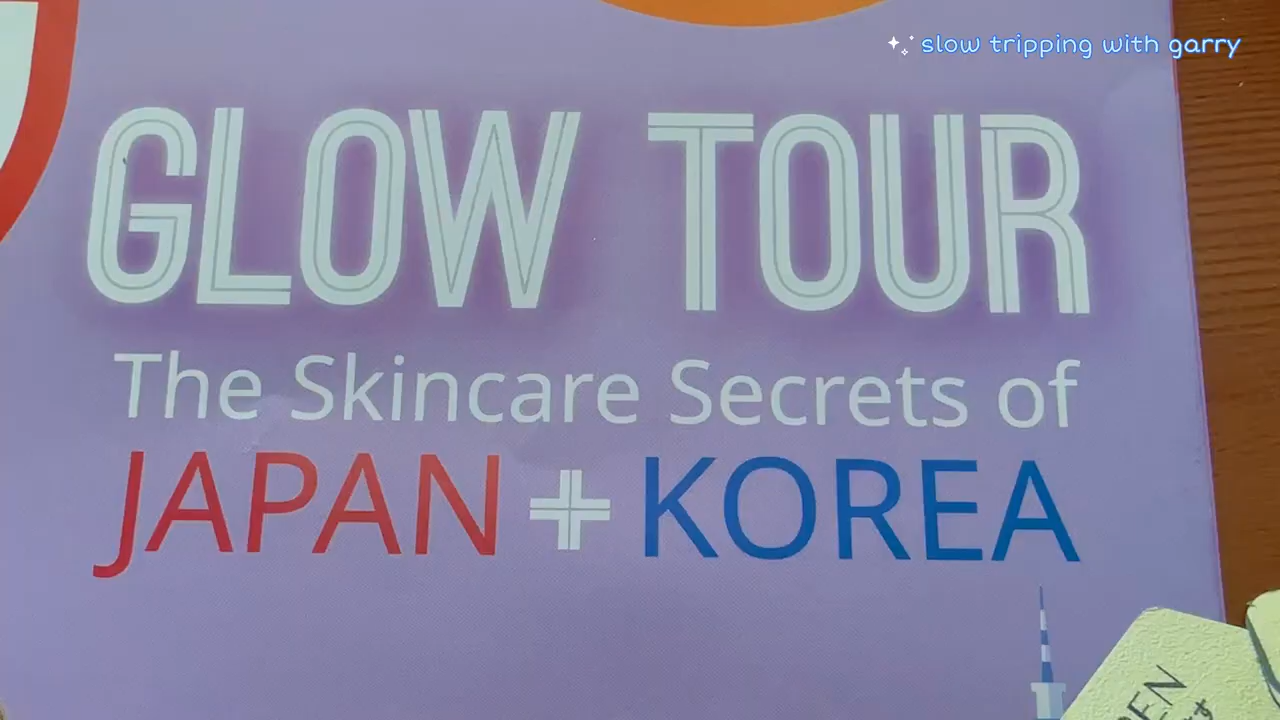 slow tripping with garry
GLOW TOUR
The Skincare Secrets of
JAPAN + KOREA